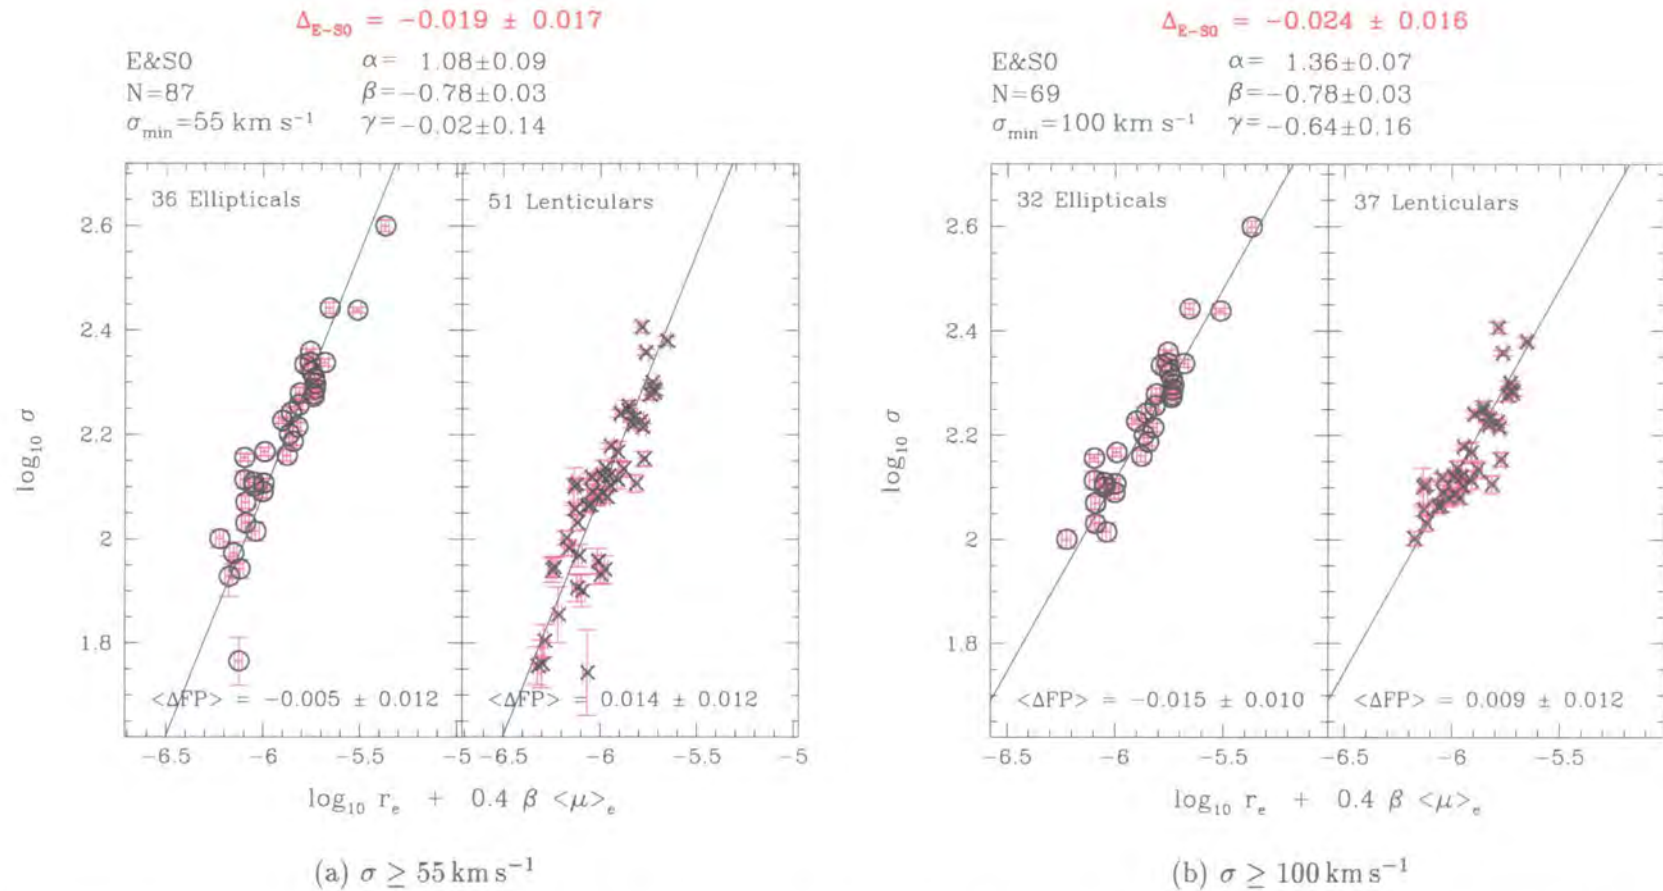 Δ_E-S0 = −0.019 ± 0.017
E&S0 α= 1.08±0.09
N=87 β=−0.78±0.03
σ_min=55 km s⁻¹ γ=−0.02±0.14
36 Ellipticals
51 Lenticulars
2.6
2.4
2.2
2
1.8
log₁₀ σ
<ΔFP> = −0.005 ± 0.012
<ΔFP> = 0.014 ± 0.012
−6.5 −6 −5.5 −5 −6.5 −6 −5.5 −5
log₁₀ r_e + 0.4 β <μ>_e
(a) σ ≥ 55 km s⁻¹
Δ_E-S0 = −0.024 ± 0.016
E&S0 α= 1.36±0.07
N=69 β=−0.78±0.03
σ_min=100 km s⁻¹ γ=−0.64±0.16
32 Ellipticals
37 Lenticulars
2.6
2.4
2.2
2
1.8
log₁₀ σ
<ΔFP> = −0.015 ± 0.010
<ΔFP> = 0.009 ± 0.012
−6.5 −6 −5.5 −6.5 −6 −5.5
log₁₀ r_e + 0.4 β <μ>_e
(b) σ ≥ 100 km s⁻¹